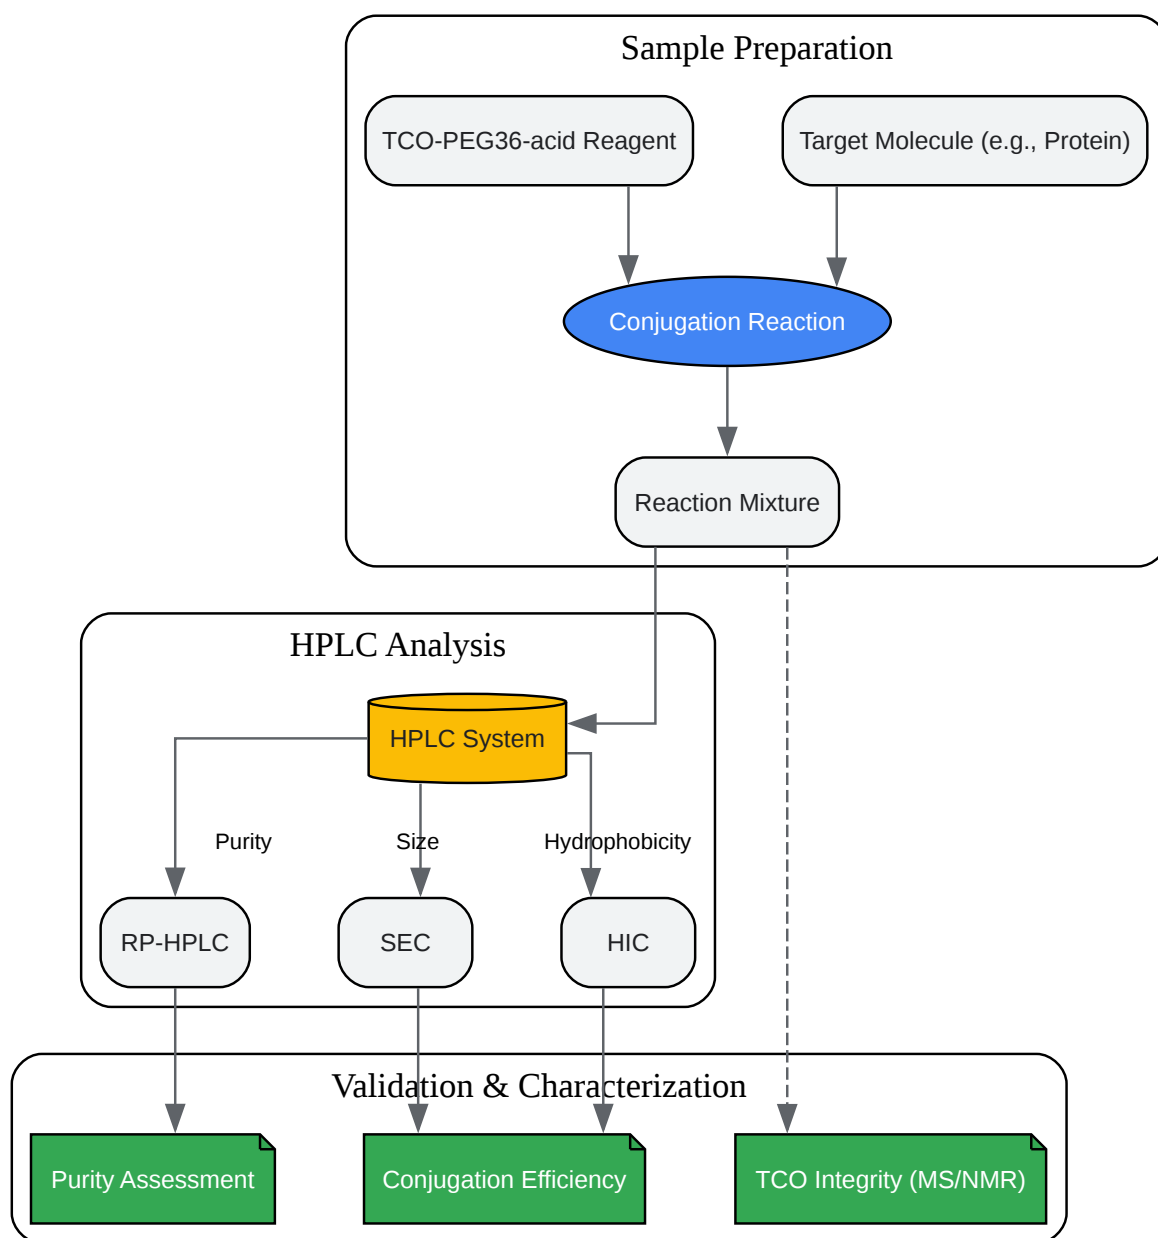 Sample Preparation
TCO-PEG36-acid Reagent
Target Molecule (e.g., Protein)
Conjugation Reaction
Reaction Mixture
HPLC Analysis
HPLC System
Purity
Size
Hydrophobicity
RP-HPLC
SEC
HIC
Validation & Characterization
Purity Assessment
Conjugation Efficiency
TCO Integrity (MS/NMR)